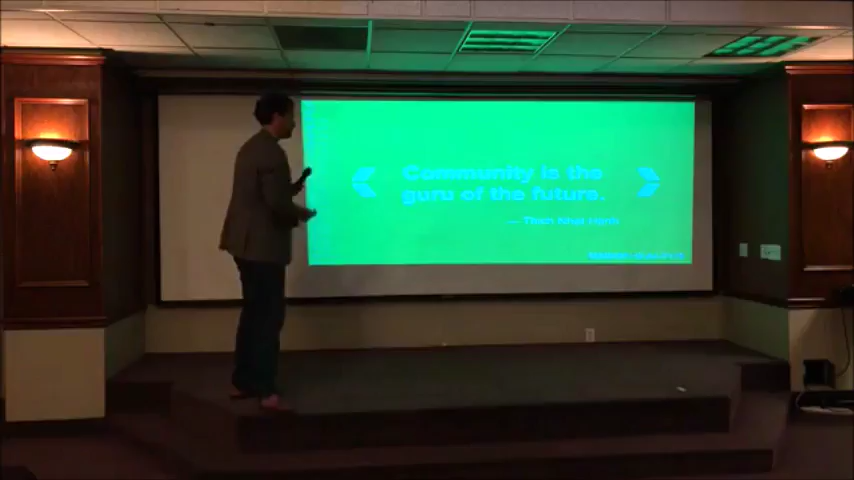 Community is the
guru of the future.
— Thich Nhat Hanh